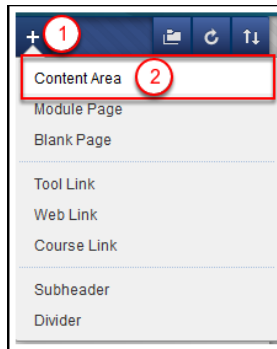 + 1
Content Area 2
Module Page
Blank Page
Tool Link
Web Link
Course Link
Subheader
Divider